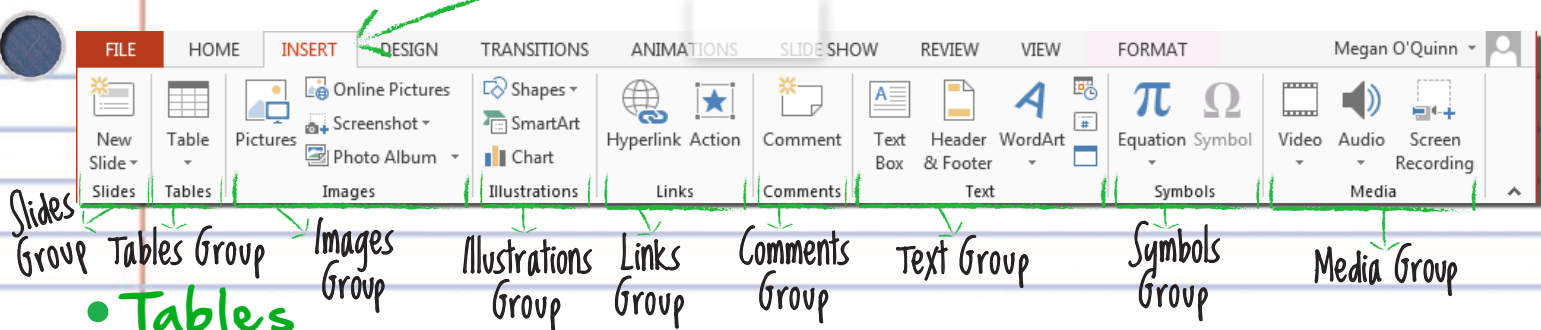 FILE HOME INSERT DESIGN TRANSITIONS ANIMATIONS SLIDE SHOW REVIEW VIEW FORMAT Megan O'Quinn
New Slide
Table
Pictures
Online Pictures
Screenshot
Photo Album
Shapes
SmartArt
Chart
Hyperlink
Action
Comment
Text Box
Header & Footer
WordArt
#
π
Equation
Ω
Symbol
Video
Audio
Screen Recording
Slides Tables Images Illustrations Links Comments Text Symbols Media
Slides Group
Tables Group
Images Group
Illustrations Group
Links Group
Comments Group
Text Group
Symbols Group
Media Group
• Tables